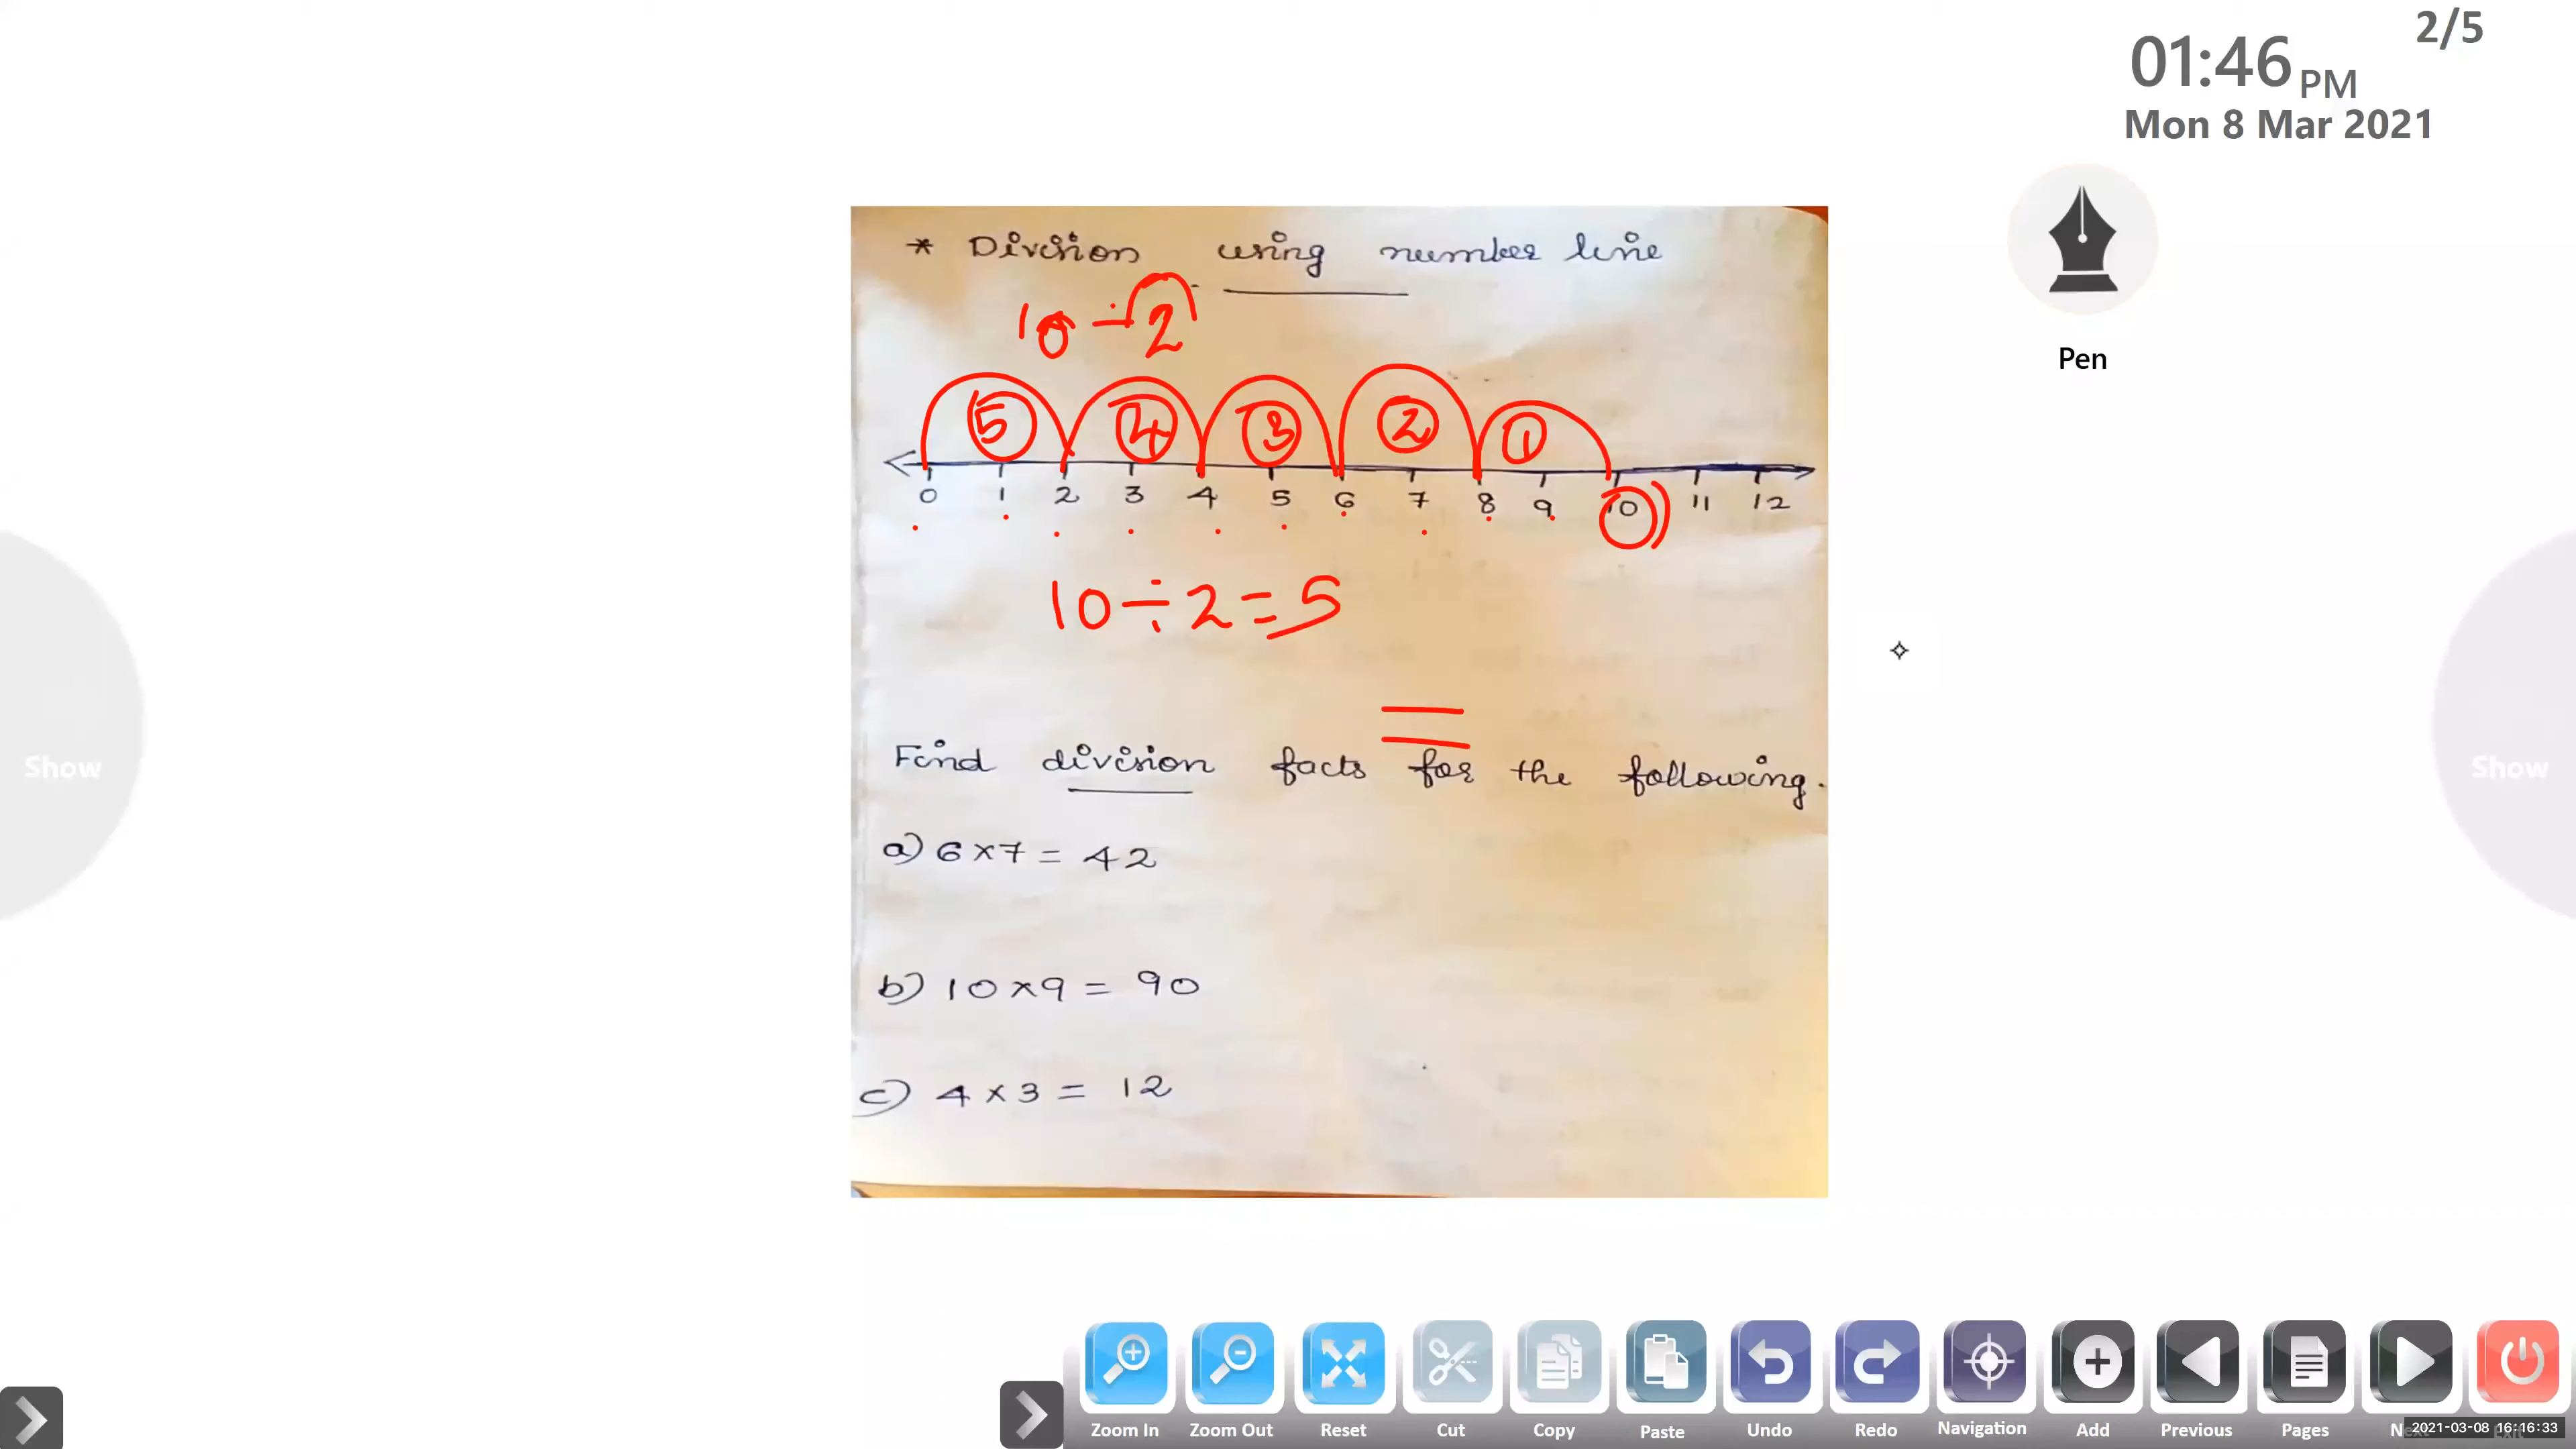 2/5
01:46 PM
Mon 8 Mar 2021
Pen
* Division using number line
10 ÷ 2
5 4 3 2 1
0 1 2 3 4 5 6 7 8 9 10 11 12
10 ÷ 2 = 5
Find division facts for the following.
a) 6 × 7 = 42
b) 10 × 9 = 90
c) 4 × 3 = 12
Show
Show
Zoom In Zoom Out Reset Cut Copy Paste Undo Redo Navigation Add Previous Pages
2021-03-08 16:16:33